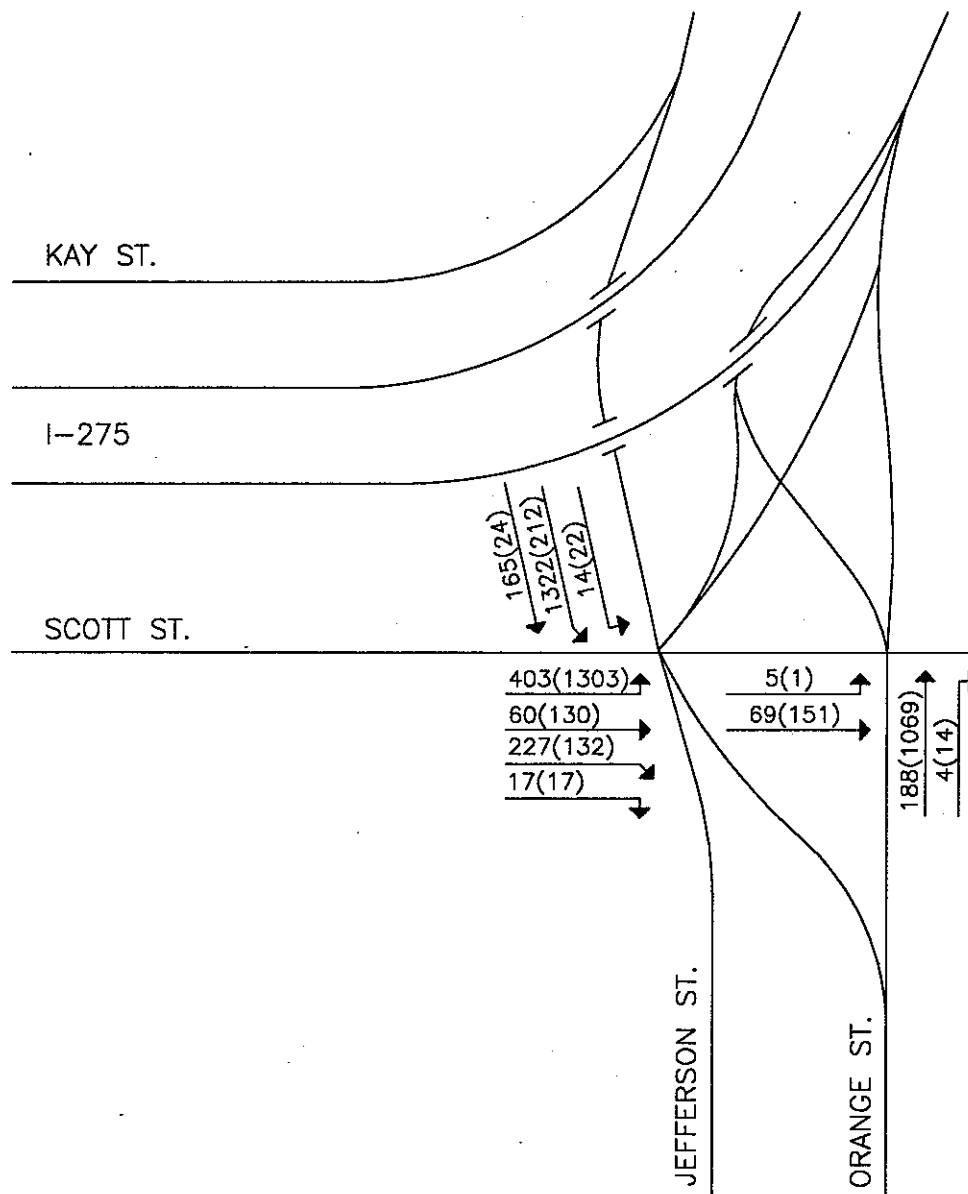 KAY ST.
I-275
165(24)
1322(212)
14(22)
SCOTT ST.
403(1303)
60(130)
227(132)
17(17)
5(1)
69(151)
188(1069)
4(14)
JEFFERSON ST.
ORANGE ST.